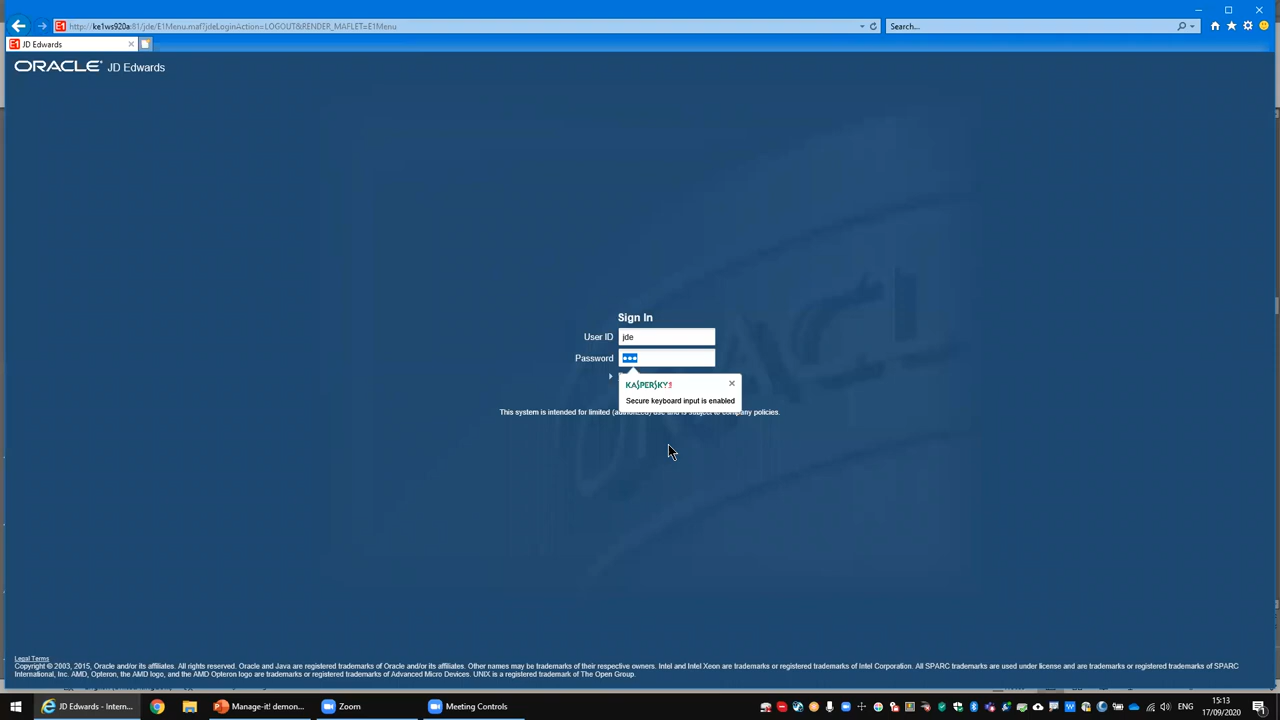 http://ke1ws920a:81/jde/E1Menu.maf?jdeLoginAction=LOGOUT&RENDER_MAFLET=E1Menu
Search...
E1 JD Edwards
ORACLE® JD Edwards
Sign In
User ID jde
Password
KASPERSKY
Secure keyboard input is enabled
This system is intended for limited (authorized) use and is subject to company policies.
Legal Terms
Copyright © 2003, 2015, Oracle and/or its affiliates. All rights reserved. Oracle and Java are registered trademarks of Oracle and/or its affiliates. Other names may be trademarks of their respective owners. Intel and Intel Xeon are trademarks or registered trademarks of Intel Corporation. All SPARC trademarks are used under license and are trademarks or registered trademarks of SPARC
International, Inc. AMD, Opteron, the AMD logo, and the AMD Opteron logo are trademarks or registered trademarks of Advanced Micro Devices. UNIX is a registered trademark of The Open Group.
JD Edwards - Intern...
Manage-it! demon...
Zoom
Meeting Controls
ENG
15:13
17/09/2020